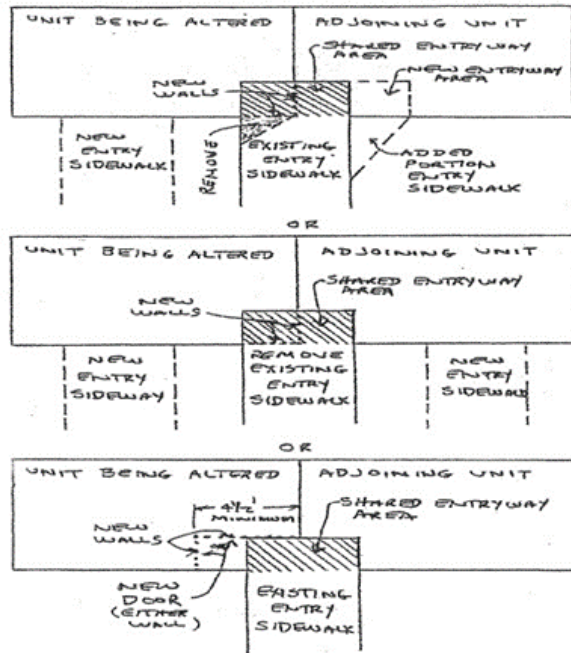 UNIT BEING ALTERED
ADJOINING UNIT
SHARED ENTRYWAY
AREA
NEW
WALLS
NEW ENTRYWAY
AREA
NEW
ENTRY
SIDEWALK
REMOVE
EXISTING
ENTRY
SIDEWALK
ADDED
PORTION
ENTRY
SIDEWALK
OR
UNIT BEING ALTERED
ADJOINING UNIT
SHARED ENTRYWAY
AREA
NEW
WALLS
NEW
ENTRY
SIDEWAY
REMOVE
EXISTING
ENTRY
SIDEWALK
NEW
ENTRY
SIDEWALK
OR
UNIT BEING ALTERED
ADJOINING UNIT
4½'
MINIMUM
SHARED ENTRYWAY
AREA
NEW
WALLS
NEW
DOOR
(EITHER
WALL)
EXISTING
ENTRY
SIDEWALK